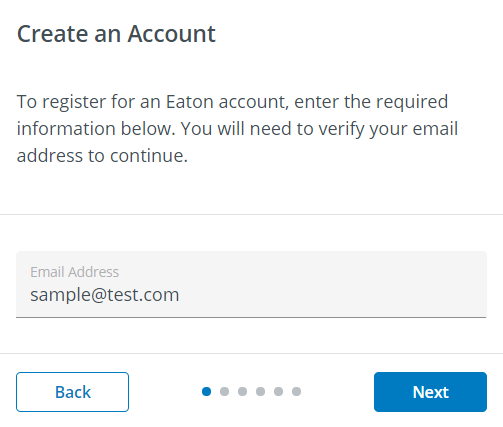 Create an Account
To register for an Eaton account, enter the required
information below. You will need to verify your email
address to continue.
Email Address
sample@test.com
Back
Next